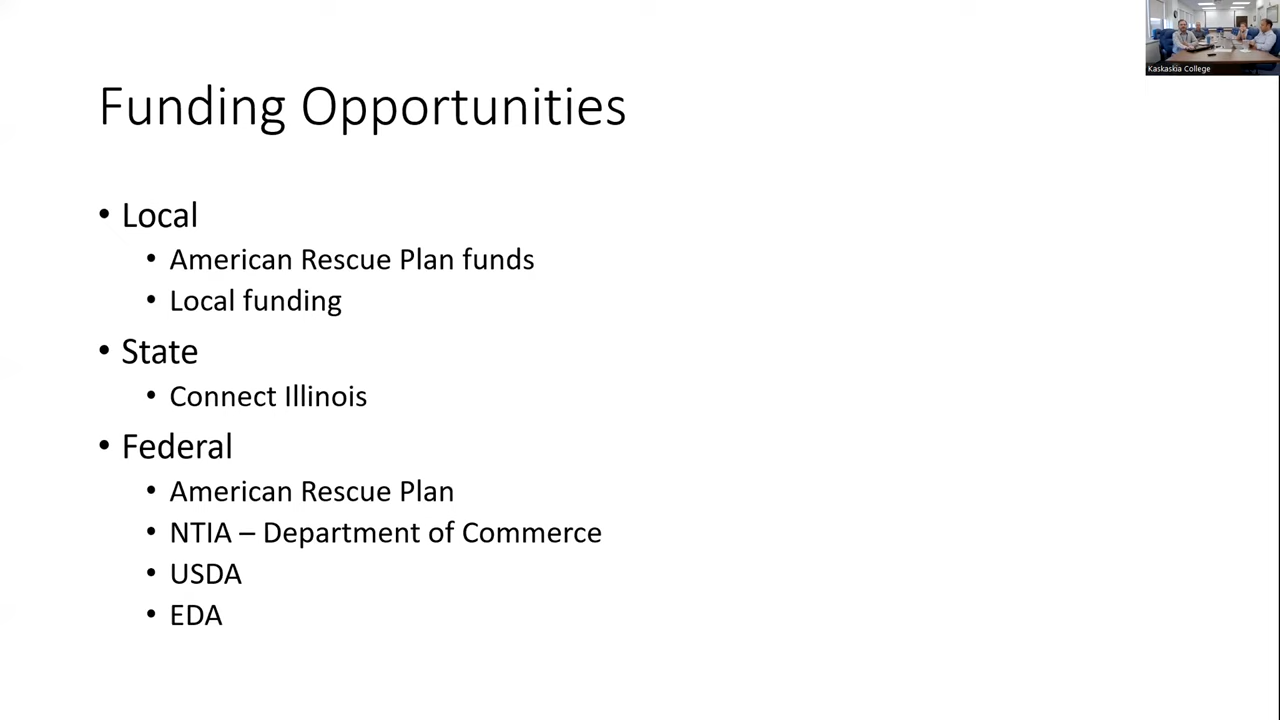 Kaskaskia College
Funding Opportunities
• Local
• American Rescue Plan funds
• Local funding
• State
• Connect Illinois
• Federal
• American Rescue Plan
• NTIA – Department of Commerce
• USDA
• EDA